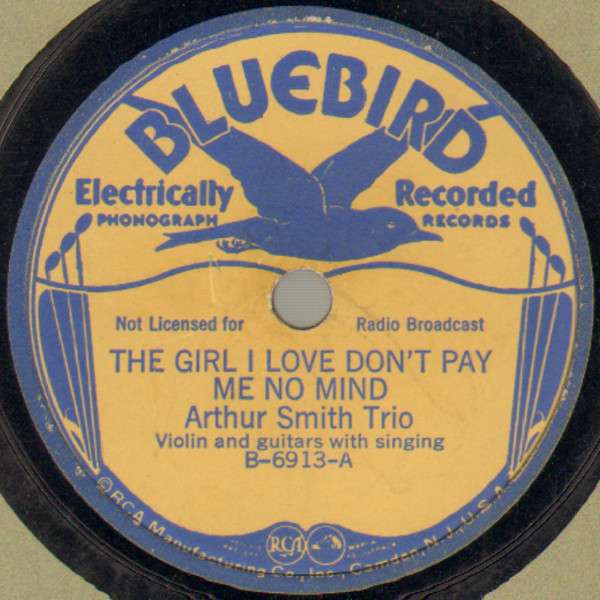 BLUEBIRD
Electrically Recorded
PHONOGRAPH RECORDS
Not Licensed for Radio Broadcast
THE GIRL I LOVE DON'T PAY
ME NO MIND
Arthur Smith Trio
Violin and guitars with singing
B-6913-A
RCA
©RCA Manufacturing Co., Inc., Camden, N.J., U.S.A.